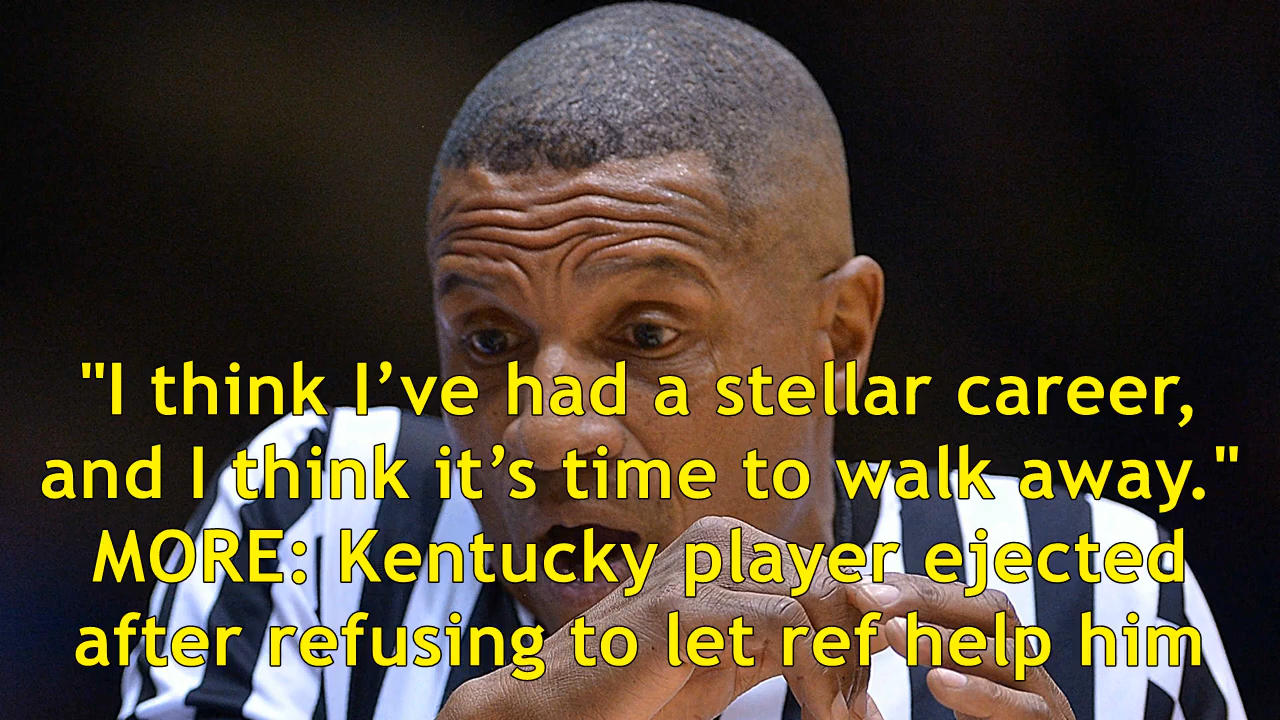 "I think I’ve had a stellar career,
and I think it’s time to walk away."
MORE: Kentucky player ejected
after refusing to let ref help him